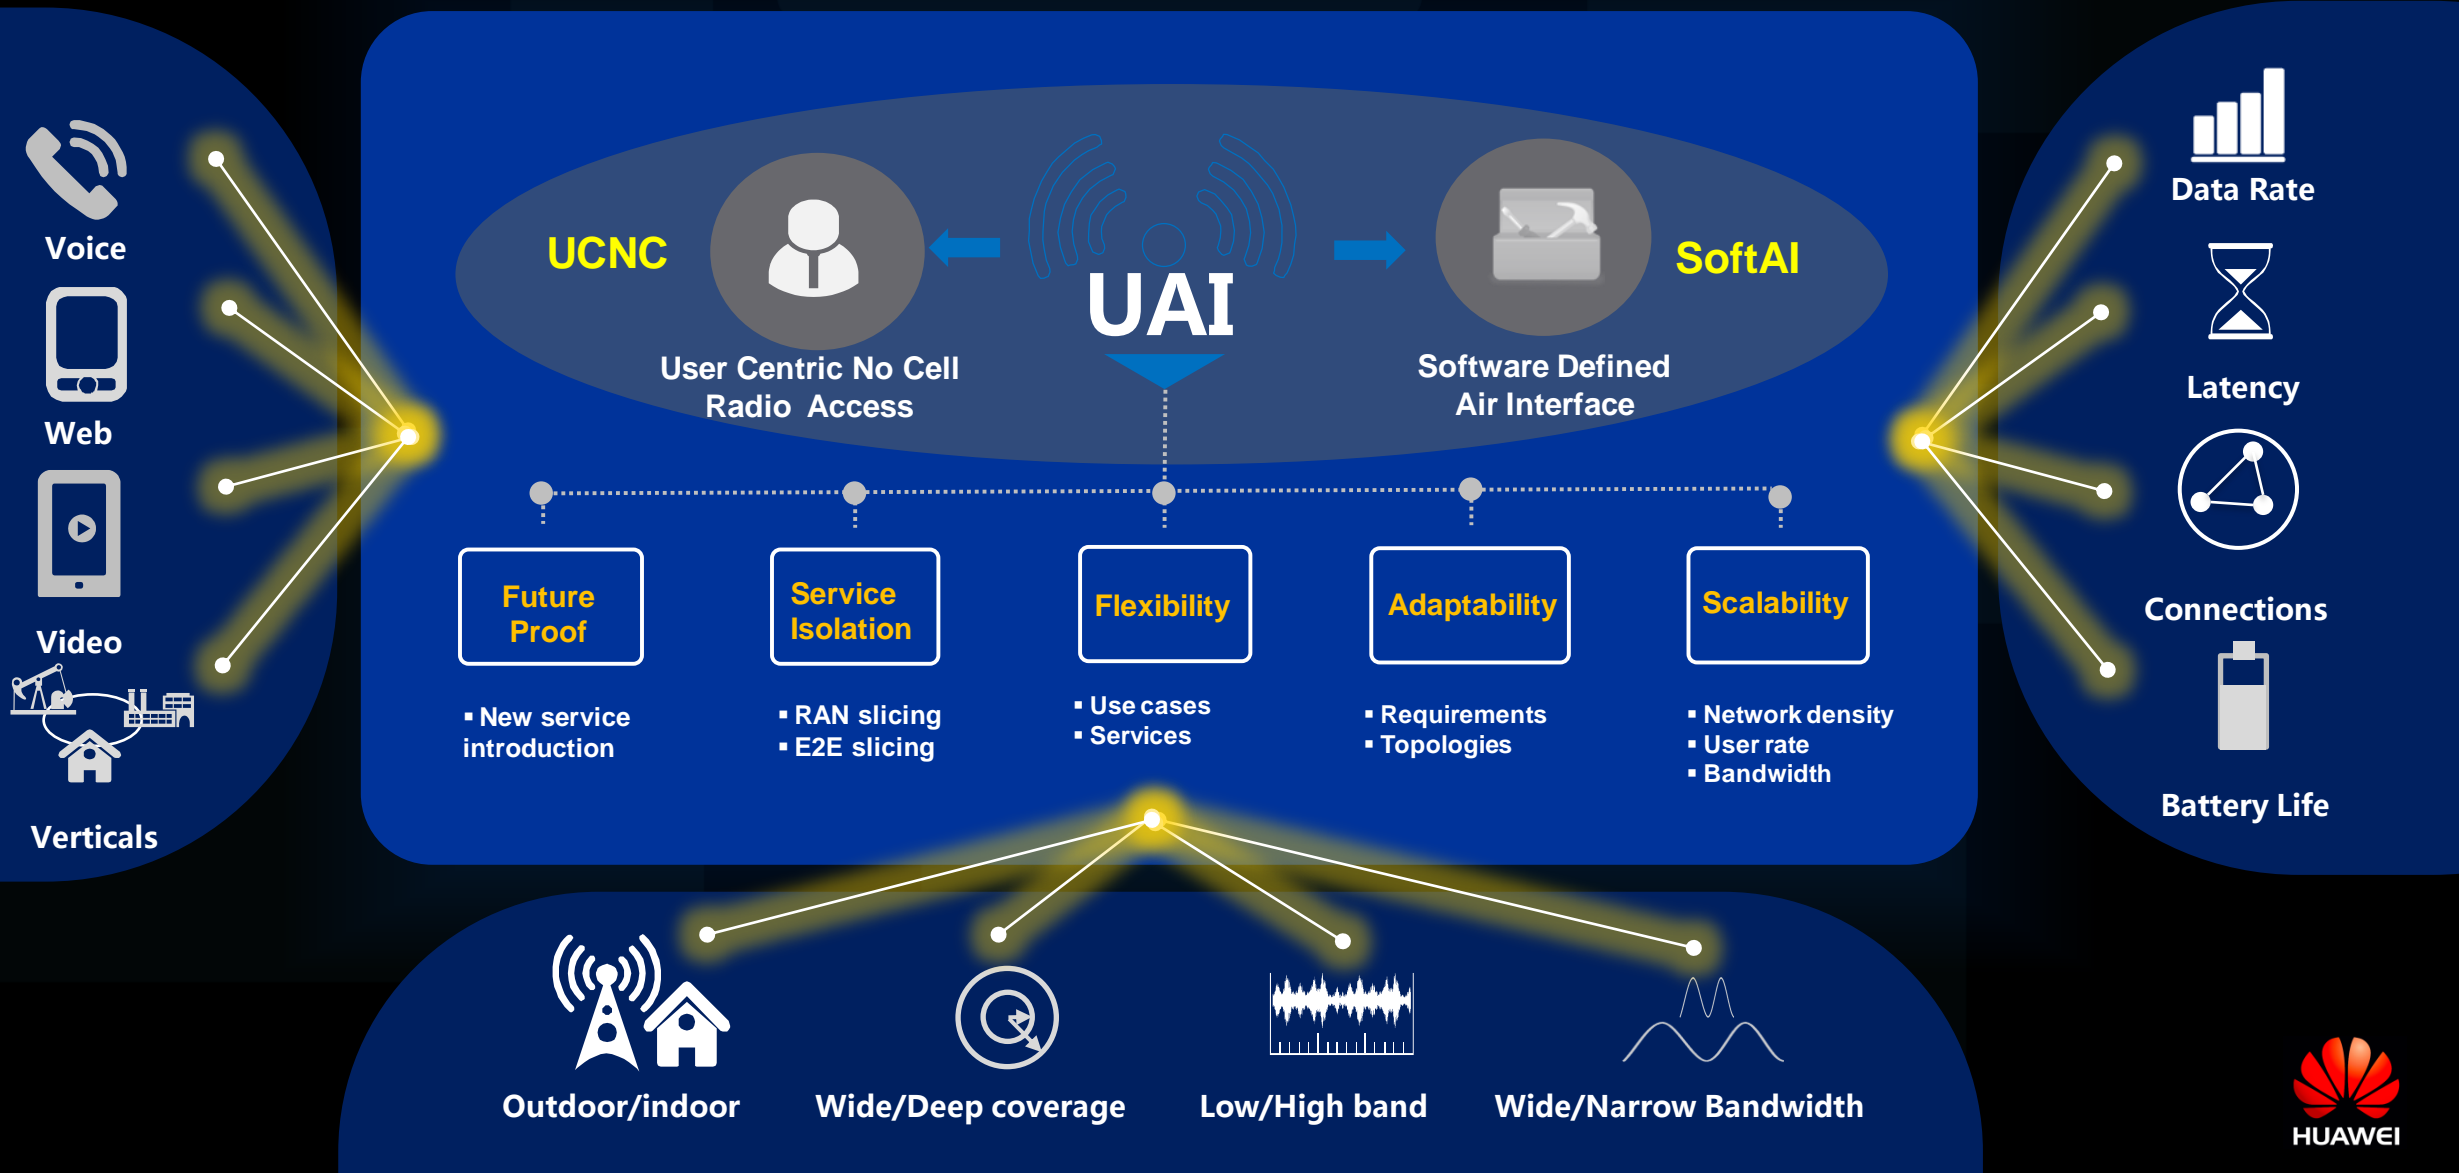 Voice
Web
Video
Verticals
UCNC
User Centric No Cell
Radio Access
UAI
SoftAI
Software Defined
Air Interface
Future
Proof
▪ New service
introduction
Service
Isolation
▪ RAN slicing
▪ E2E slicing
Flexibility
▪ Use cases
▪ Services
Adaptability
▪ Requirements
▪ Topologies
Scalability
▪ Network density
▪ User rate
▪ Bandwidth
Data Rate
Latency
Connections
Battery Life
Outdoor/indoor
Wide/Deep coverage
Low/High band
Wide/Narrow Bandwidth
HUAWEI